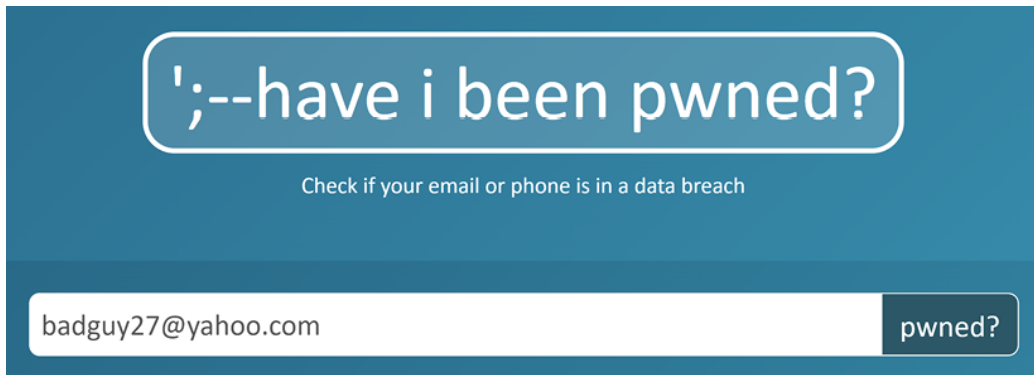 ';--have i been pwned?
Check if your email or phone is in a data breach
badguy27@yahoo.com pwned?